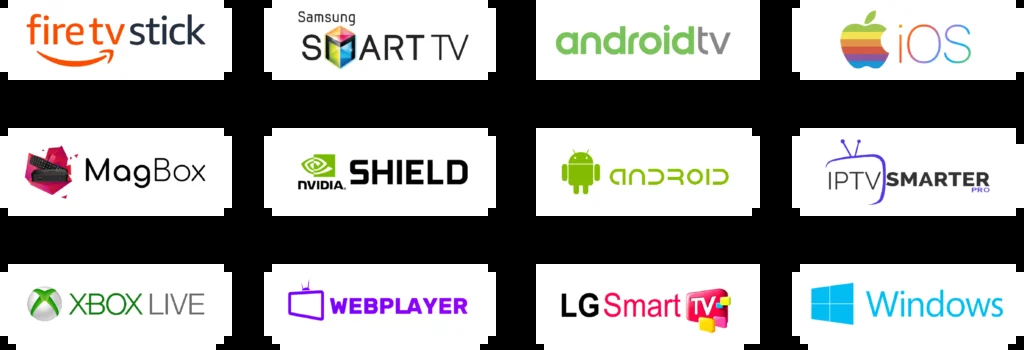 fire tv stick
Samsung
SMART TV
androidtv
iOS
MagBox
NVIDIA. SHIELD
android
IPTV SMARTER
PRO
XBOX LIVE
WEBPLAYER
LG Smart TV
Windows